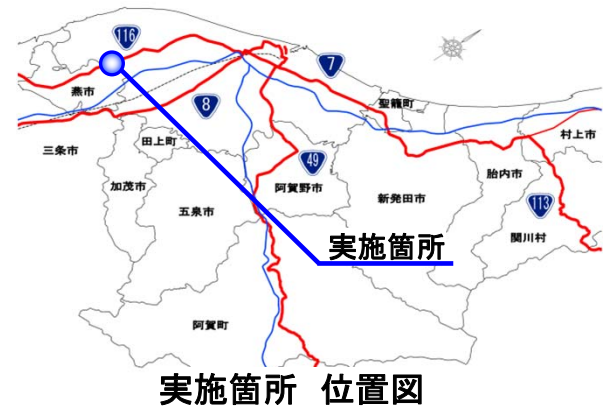 116
7
燕市
8
聖籠町
三条市
田上町
村上市
49
加茂市
阿賀野市
新発田市
胎内市
五泉市
113
関川村
実施箇所
阿賀町
実施箇所 位置図